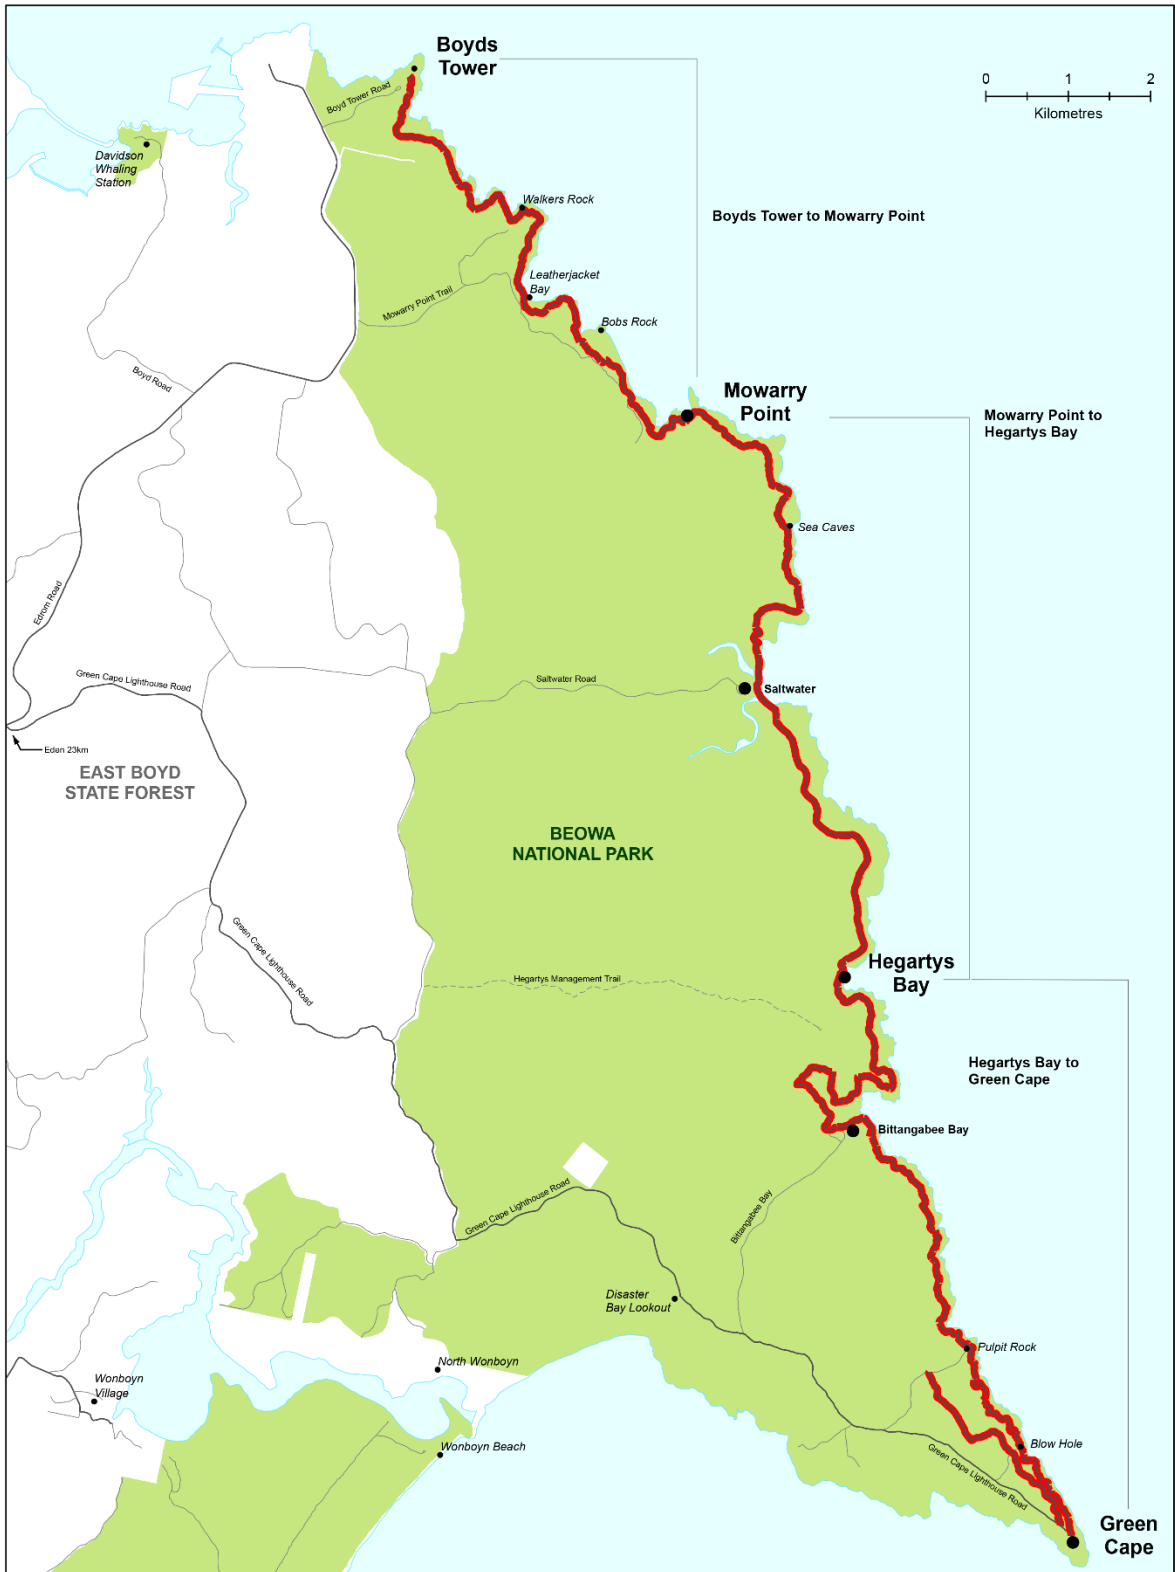 Boyds
Tower
0 1 2
Kilometres
Boyd Tower Road
Davidson
Whaling
Station
Walkers Rock
Boyds Tower to Mowarry Point
Leatherjacket
Bay
Mowarry Point Trail
Bobs Rock
Boyd Road
Mowarry
Point
Mowarry Point to
Hegartys Bay
Sea Caves
Edrom Road
Green Cape Lighthouse Road
Saltwater Road
Saltwater
Eden 23km
EAST BOYD
STATE FOREST
BEOWA
NATIONAL PARK
Green Cape Lighthouse Road
Hegartys
Bay
Hegartys Management Trail
Hegartys Bay to
Green Cape
Bittangabee Bay
Green Cape Lighthouse Road
Bittangabee Bay
Disaster
Bay Lookout
Pulpit Rock
North Wonboyn
Wonboyn
Village
Wonboyn Beach
Blow Hole
Green Cape Lighthouse Road
Green
Cape